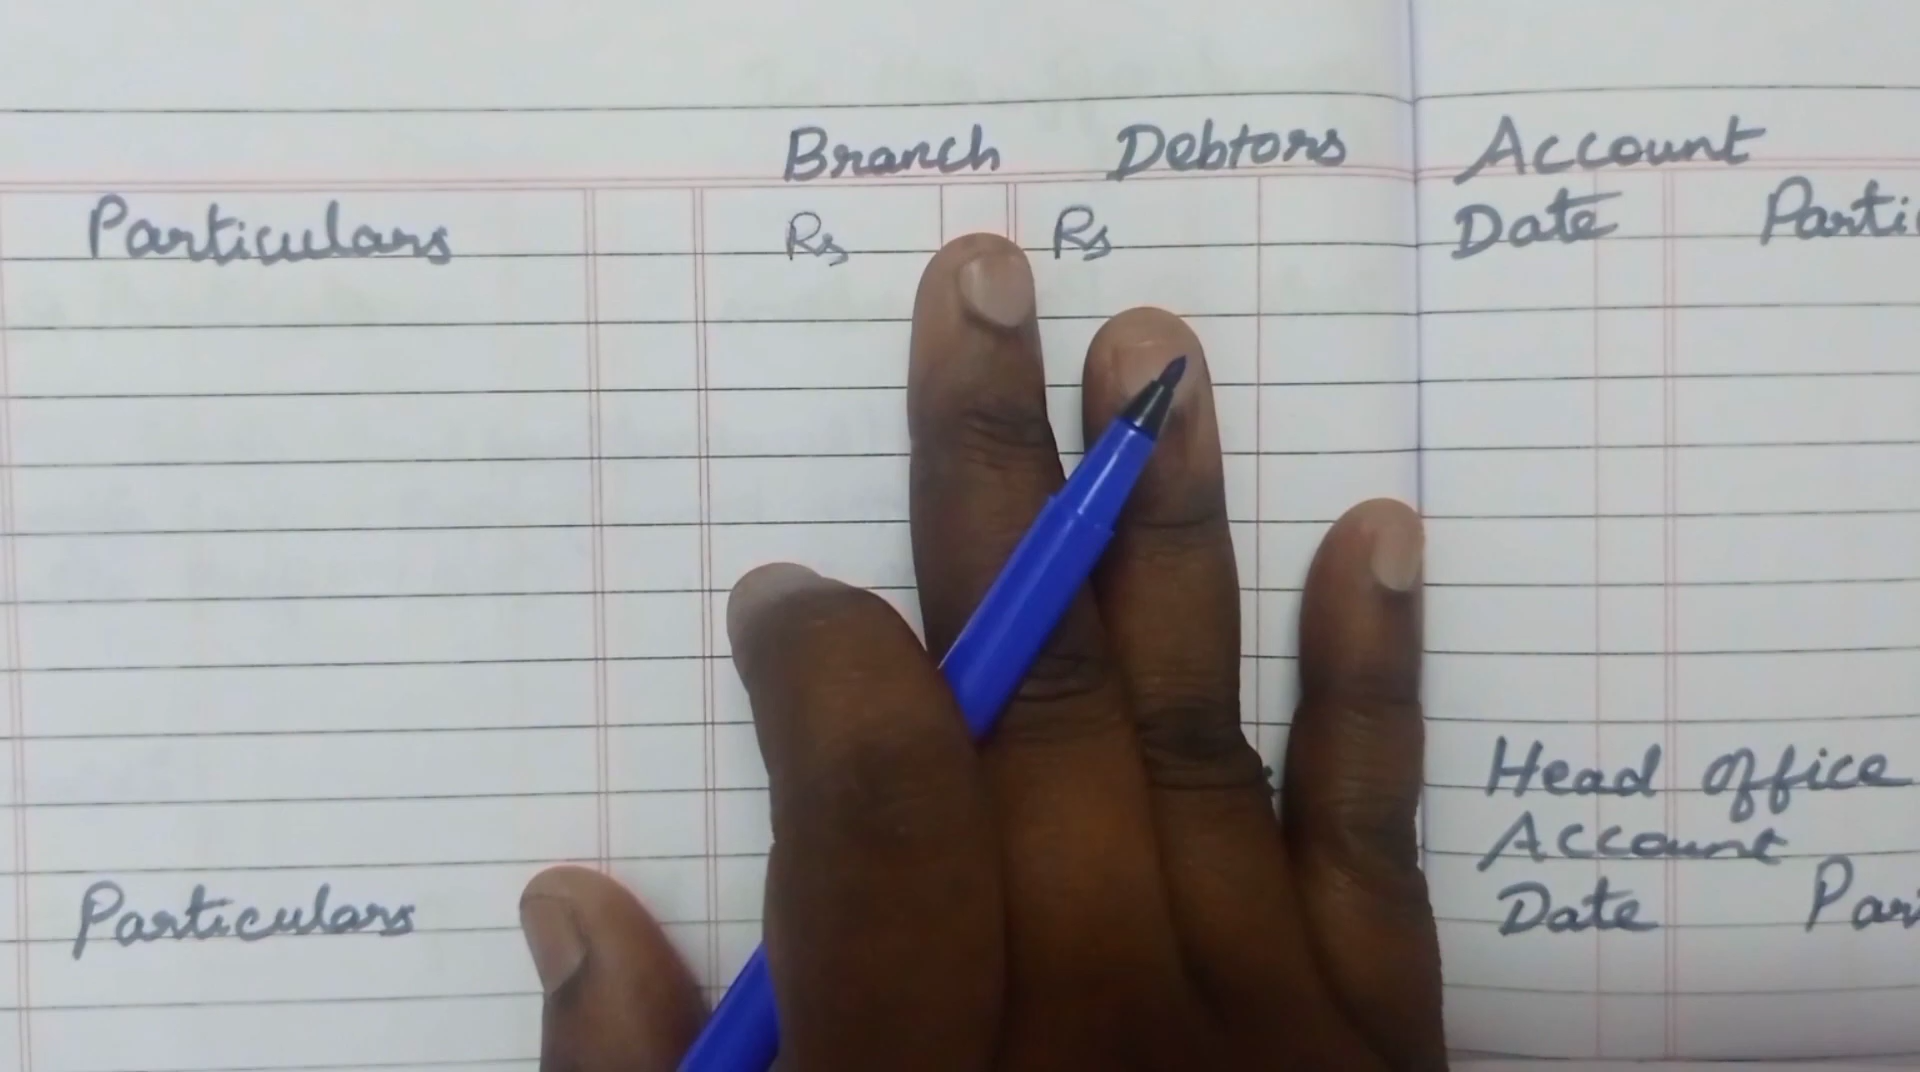 Branch Debtors Account
Particulars Rs Rs Date
Head office
Account
Particulars Date